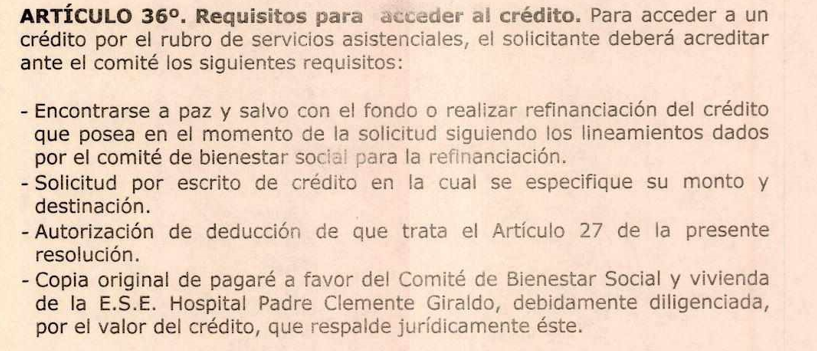 ARTÍCULO 36º. Requisitos para acceder al crédito. Para acceder a un
crédito por el rubro de servicios asistenciales, el solicitante deberá acreditar
ante el comité los siguientes requisitos:
- Encontrarse a paz y salvo con el fondo o realizar refinanciación del crédito
que posea en el momento de la solicitud siguiendo los lineamientos dados
por el comité de bienestar social para la refinanciación.
- Solicitud por escrito de crédito en la cual se especifique su monto y
destinación.
- Autorización de deducción de que trata el Artículo 27 de la presente
resolución.
- Copia original de pagaré a favor del Comité de Bienestar Social y vivienda
de la E.S.E. Hospital Padre Clemente Giraldo, debidamente diligenciada,
por el valor del crédito, que respalde jurídicamente éste.